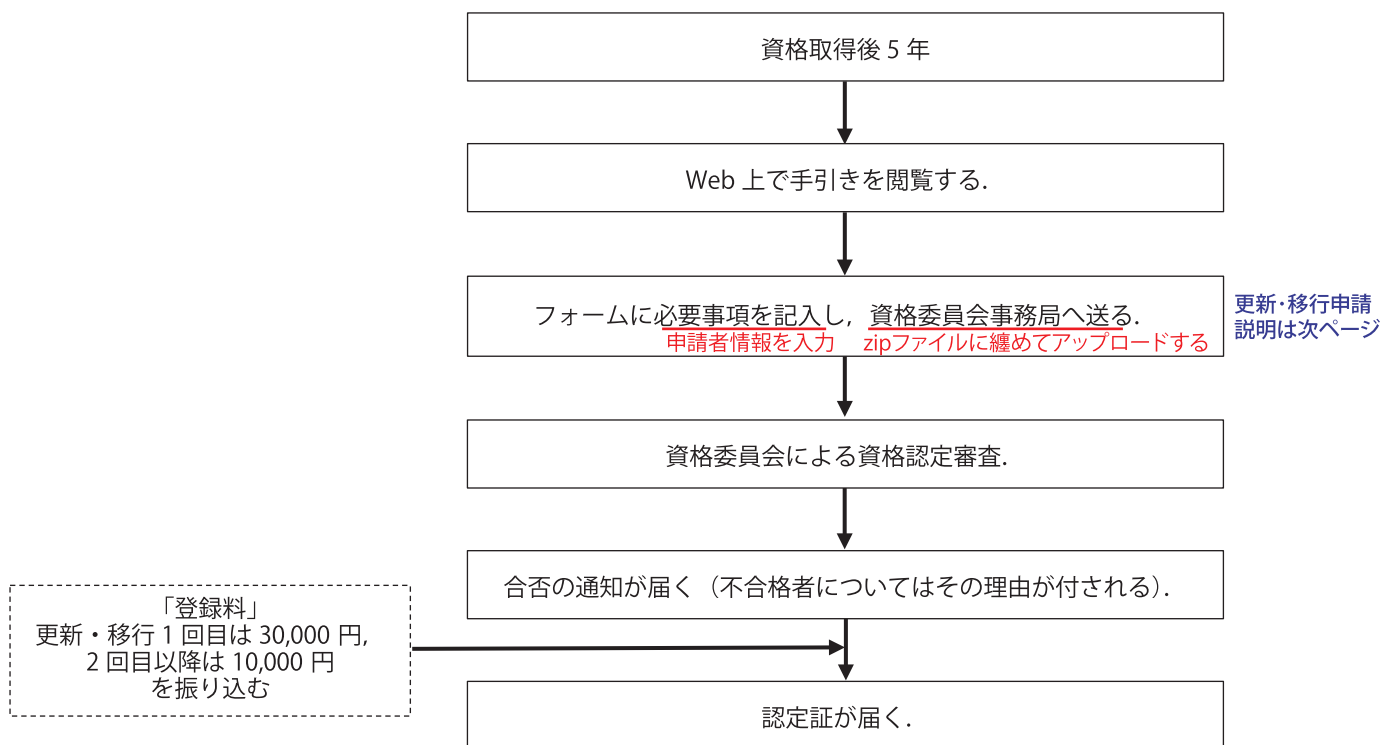 資格取得後 5 年
Web 上で手引きを閲覧する.
フォームに必要事項を記入し, 資格委員会事務局へ送る.
申請者情報を入力 zipファイルに纏めてアップロードする
更新・移行申請
説明は次ページ
資格委員会による資格認定審査.
合否の通知が届く（不合格者についてはその理由が付される）.
「登録料」
更新・移行 1 回目は 30,000 円,
2 回目以降は 10,000 円
を振り込む
認定証が届く.